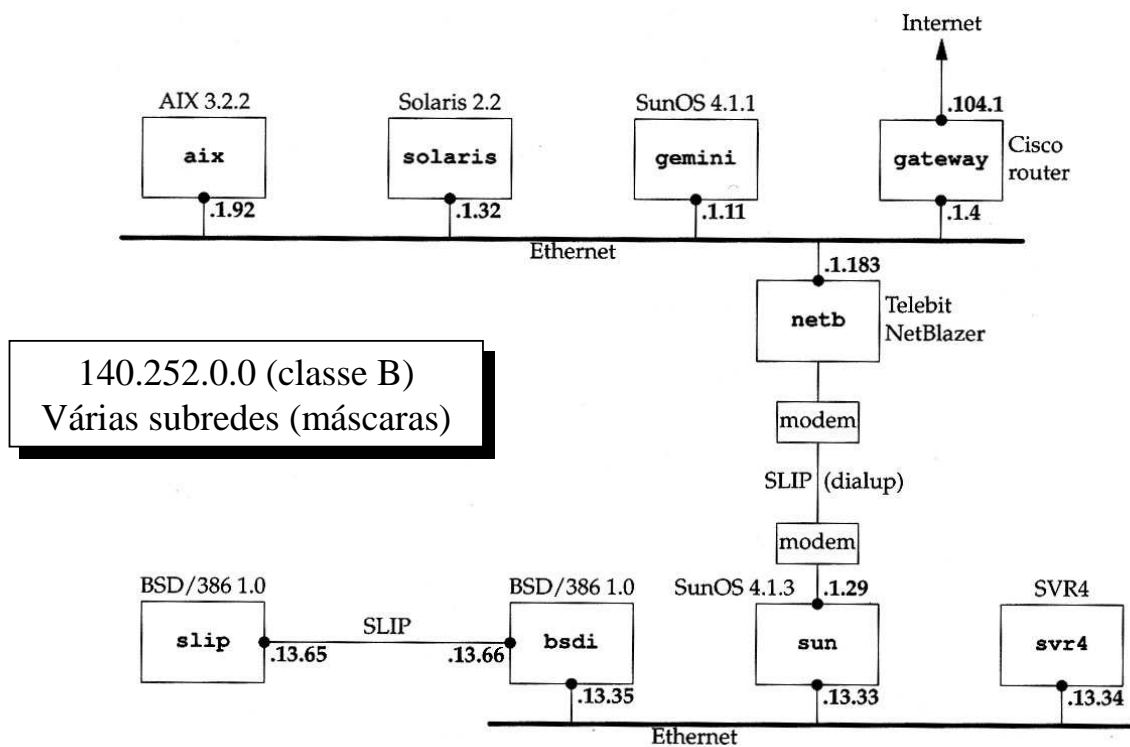 Internet
AIX 3.2.2
Solaris 2.2
SunOS 4.1.1
.104.1
aix
solaris
gemini
gateway
Cisco
router
.1.92
.1.32
.1.11
.1.4
Ethernet
.1.183
netb
Telebit
NetBlazer
140.252.0.0 (classe B)
Várias subredes (máscaras)
modem
SLIP (dialup)
modem
BSD/386 1.0
BSD/386 1.0
SunOS 4.1.3
.1.29
SVR4
slip
SLIP
bsdi
sun
svr4
.13.65
.13.66
.13.35
.13.33
.13.34
Ethernet